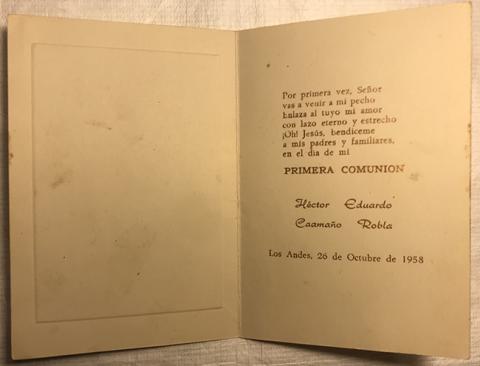 Por primera vez, Señor
vas a venir a mi pecho
Enlaza al tuyo mi amor
con lazo eterno y estrecho
¡Oh! Jesús, bendíceme
a mis padres y familiares,
en el día de mi
PRIMERA COMUNION
Héctor Eduardo
Caamaño Robla
Los Andes, 26 de Octubre de 1958